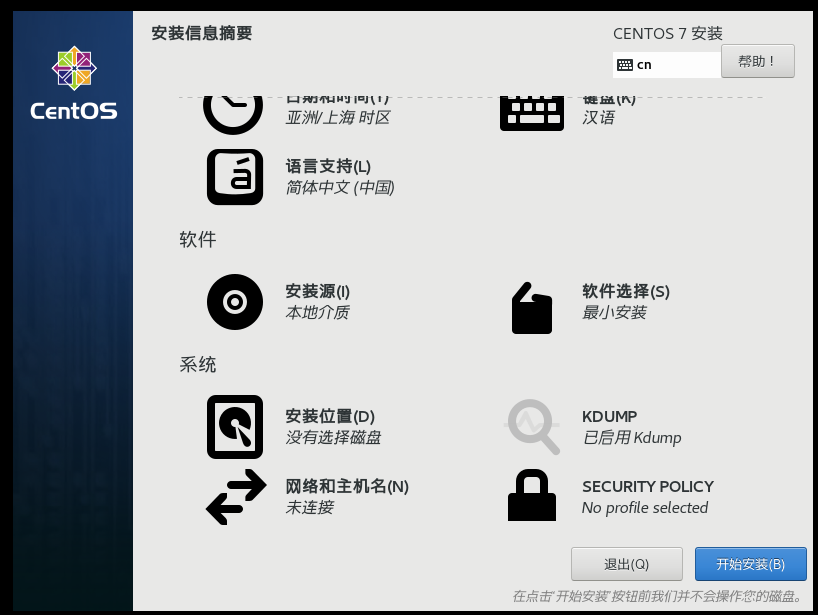 CentOS
安装信息摘要
CENTOS 7 安装
cn
帮助！
日期和时间(T)
亚洲/上海 时区
键盘(K)
汉语
语言支持(L)
简体中文 (中国)
软件
安装源(I)
本地介质
软件选择(S)
最小安装
系统
安装位置(D)
没有选择磁盘
KDUMP
已启用 Kdump
网络和主机名(N)
未连接
SECURITY POLICY
No profile selected
退出(Q)
开始安装(B)
在点击'开始安装'按钮前我们并不会操作您的磁盘。